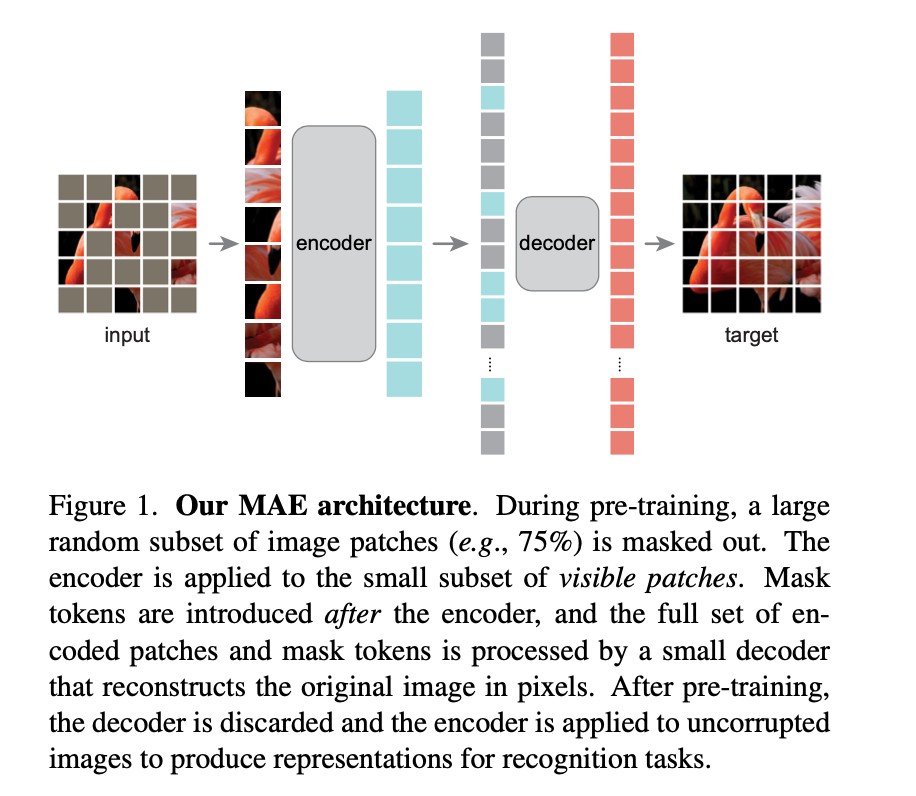 encoder
decoder
input
target
Figure 1. Our MAE architecture. During pre-training, a large
random subset of image patches (e.g., 75%) is masked out. The
encoder is applied to the small subset of visible patches. Mask
tokens are introduced after the encoder, and the full set of en-
coded patches and mask tokens is processed by a small decoder
that reconstructs the original image in pixels. After pre-training,
the decoder is discarded and the encoder is applied to uncorrupted
images to produce representations for recognition tasks.